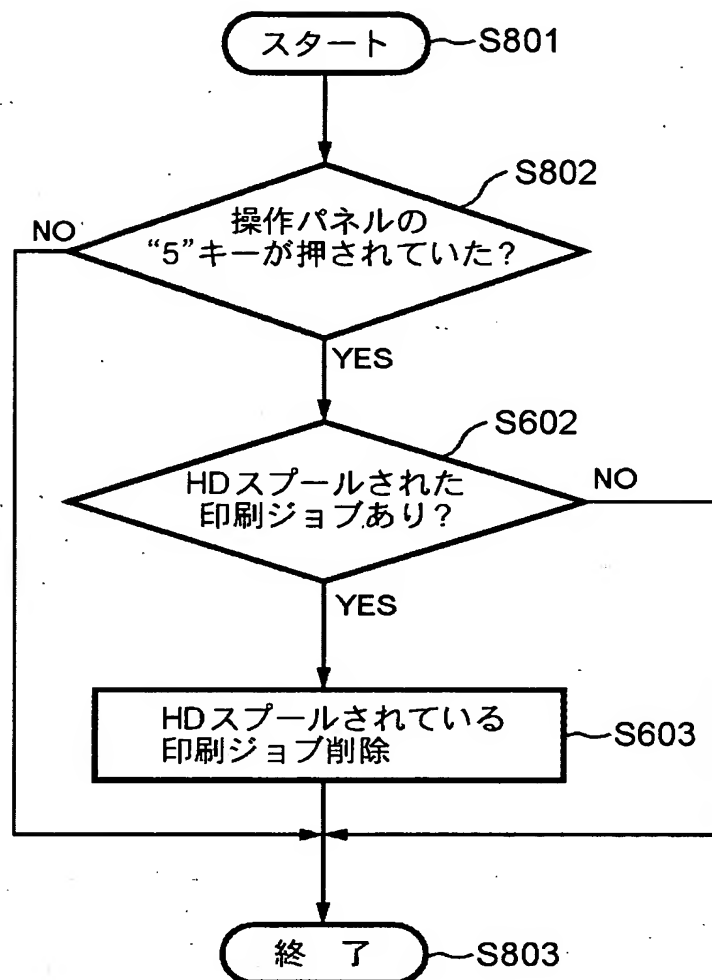 スタート
S801
S802
操作パネルの
“5”キーが押されていた？
NO
YES
S602
HDスプールされた
印刷ジョブあり？
NO
YES
HDスプールされている
印刷ジョブ削除
S603
終 了
S803